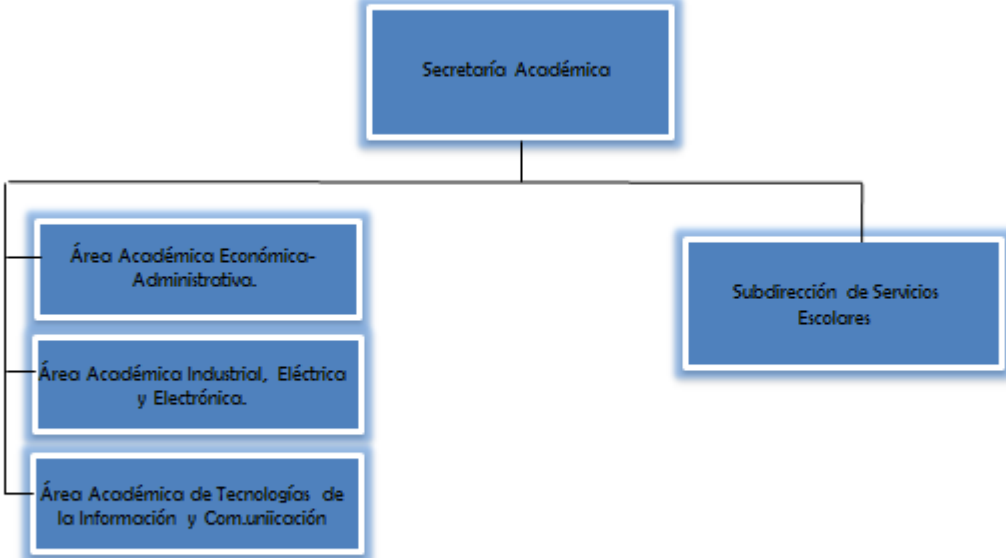 Secretaría Académica
Área Académica Económica-
Administrativa.
Subdirección de Servicios
Escolares
Área Académica Industrial, Eléctrica
y Electrónica.
Área Académica de Tecnologías de
la Información y Com.uniicación